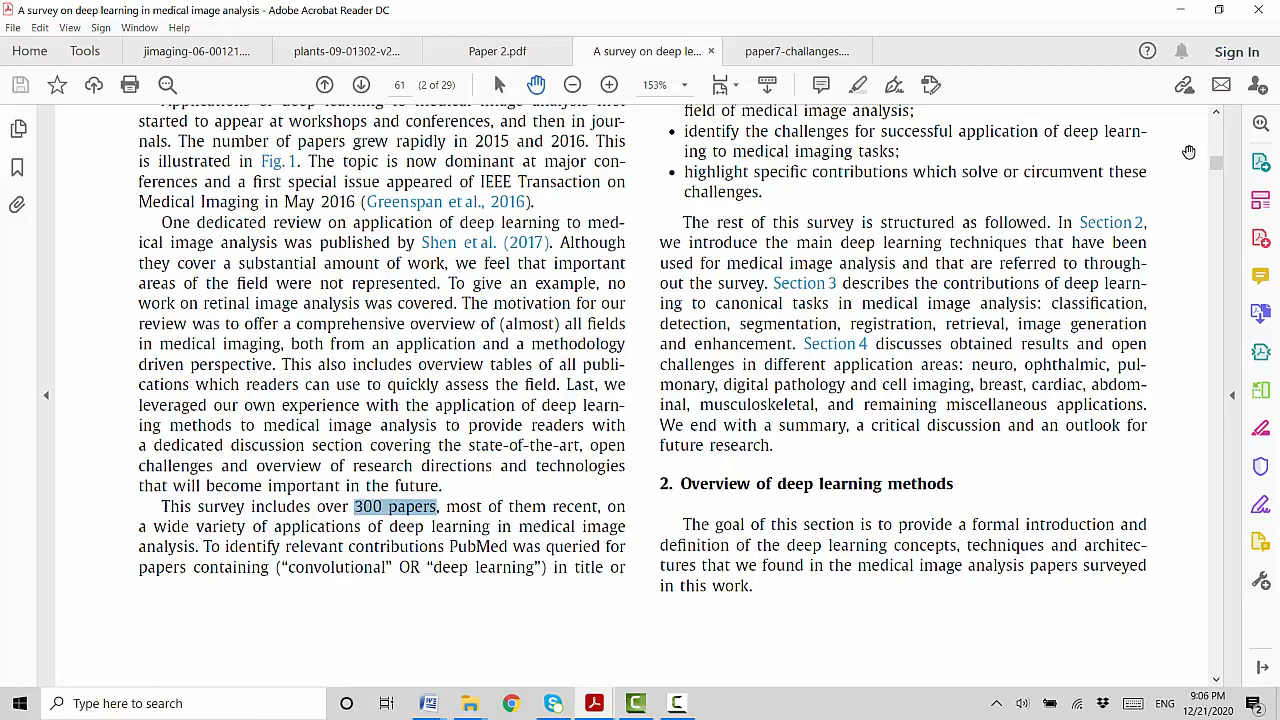 A survey on deep learning in medical image analysis - Adobe Acrobat Reader DC
File Edit View Sign Window Help
Home Tools jimaging-06-00121.... plants-09-01302-v2... Paper 2.pdf A survey on deep le... × paper7-challanges.... Sign In
61 (2 of 29) 153%
started to appear at workshops and conferences, and then in jour-
nals. The number of papers grew rapidly in 2015 and 2016. This
is illustrated in Fig. 1. The topic is now dominant at major con-
ferences and a first special issue appeared of IEEE Transaction on
Medical Imaging in May 2016 (Greenspan et al., 2016).
One dedicated review on application of deep learning to med-
ical image analysis was published by Shen et al. (2017). Although
they cover a substantial amount of work, we feel that important
areas of the field were not represented. To give an example, no
work on retinal image analysis was covered. The motivation for our
review was to offer a comprehensive overview of (almost) all fields
in medical imaging, both from an application and a methodology
driven perspective. This also includes overview tables of all publi-
cations which readers can use to quickly assess the field. Last, we
leveraged our own experience with the application of deep learn-
ing methods to medical image analysis to provide readers with
a dedicated discussion section covering the state-of-the-art, open
challenges and overview of research directions and technologies
that will become important in the future.
This survey includes over 300 papers, most of them recent, on
a wide variety of applications of deep learning in medical image
analysis. To identify relevant contributions PubMed was queried for
papers containing (“convolutional” OR “deep learning”) in title or
field of medical image analysis;
• identify the challenges for successful application of deep learn-
ing to medical imaging tasks;
• highlight specific contributions which solve or circumvent these
challenges.
The rest of this survey is structured as followed. In Section 2,
we introduce the main deep learning techniques that have been
used for medical image analysis and that are referred to through-
out the survey. Section 3 describes the contributions of deep learn-
ing to canonical tasks in medical image analysis: classification,
detection, segmentation, registration, retrieval, image generation
and enhancement. Section 4 discusses obtained results and open
challenges in different application areas: neuro, ophthalmic, pul-
monary, digital pathology and cell imaging, breast, cardiac, abdom-
inal, musculoskeletal, and remaining miscellaneous applications.
We end with a summary, a critical discussion and an outlook for
future research.
2. Overview of deep learning methods
The goal of this section is to provide a formal introduction and
definition of the deep learning concepts, techniques and architec-
tures that we found in the medical image analysis papers surveyed
in this work.
Type here to search
9:06 PM
12/21/2020
2